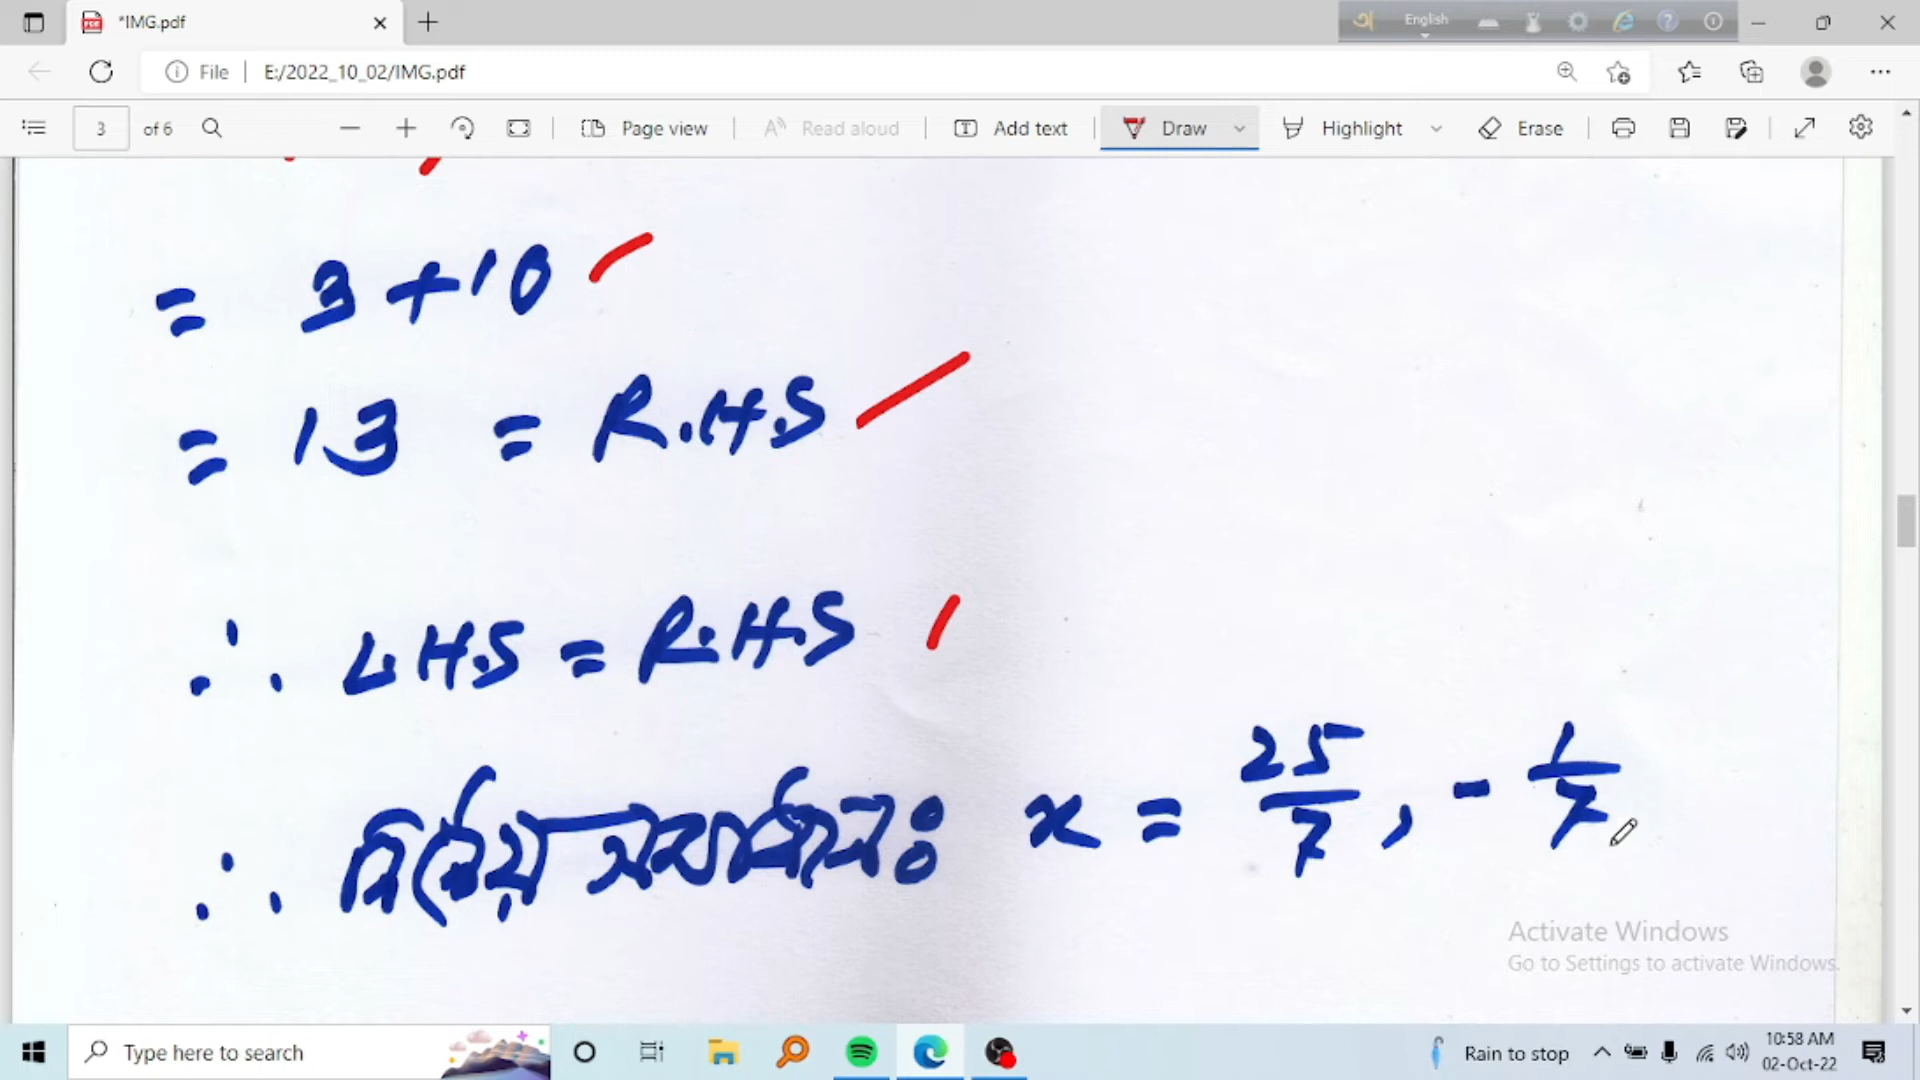 *IMG.pdf
English
File E:/2022_10_02/IMG.pdf
3 of 6 Page view Read aloud Add text Draw Highlight Erase
= 3+10
= 13 = R.H.S
∴ L.H.S = R.H.S
∴ নির্ণেয় সমাধানঃ x = 25/7, - 1/7
Activate Windows
Go to Settings to activate Windows.
Type here to search
Rain to stop
10:58 AM
02-Oct-22